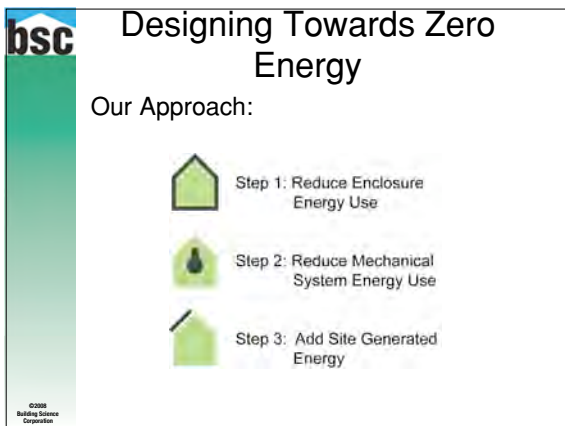 bsc
Designing Towards Zero
Energy
Our Approach:
Step 1: Reduce Enclosure
Energy Use
Step 2: Reduce Mechanical
System Energy Use
Step 3: Add Site Generated
Energy
©2008
Building Science
Corporation